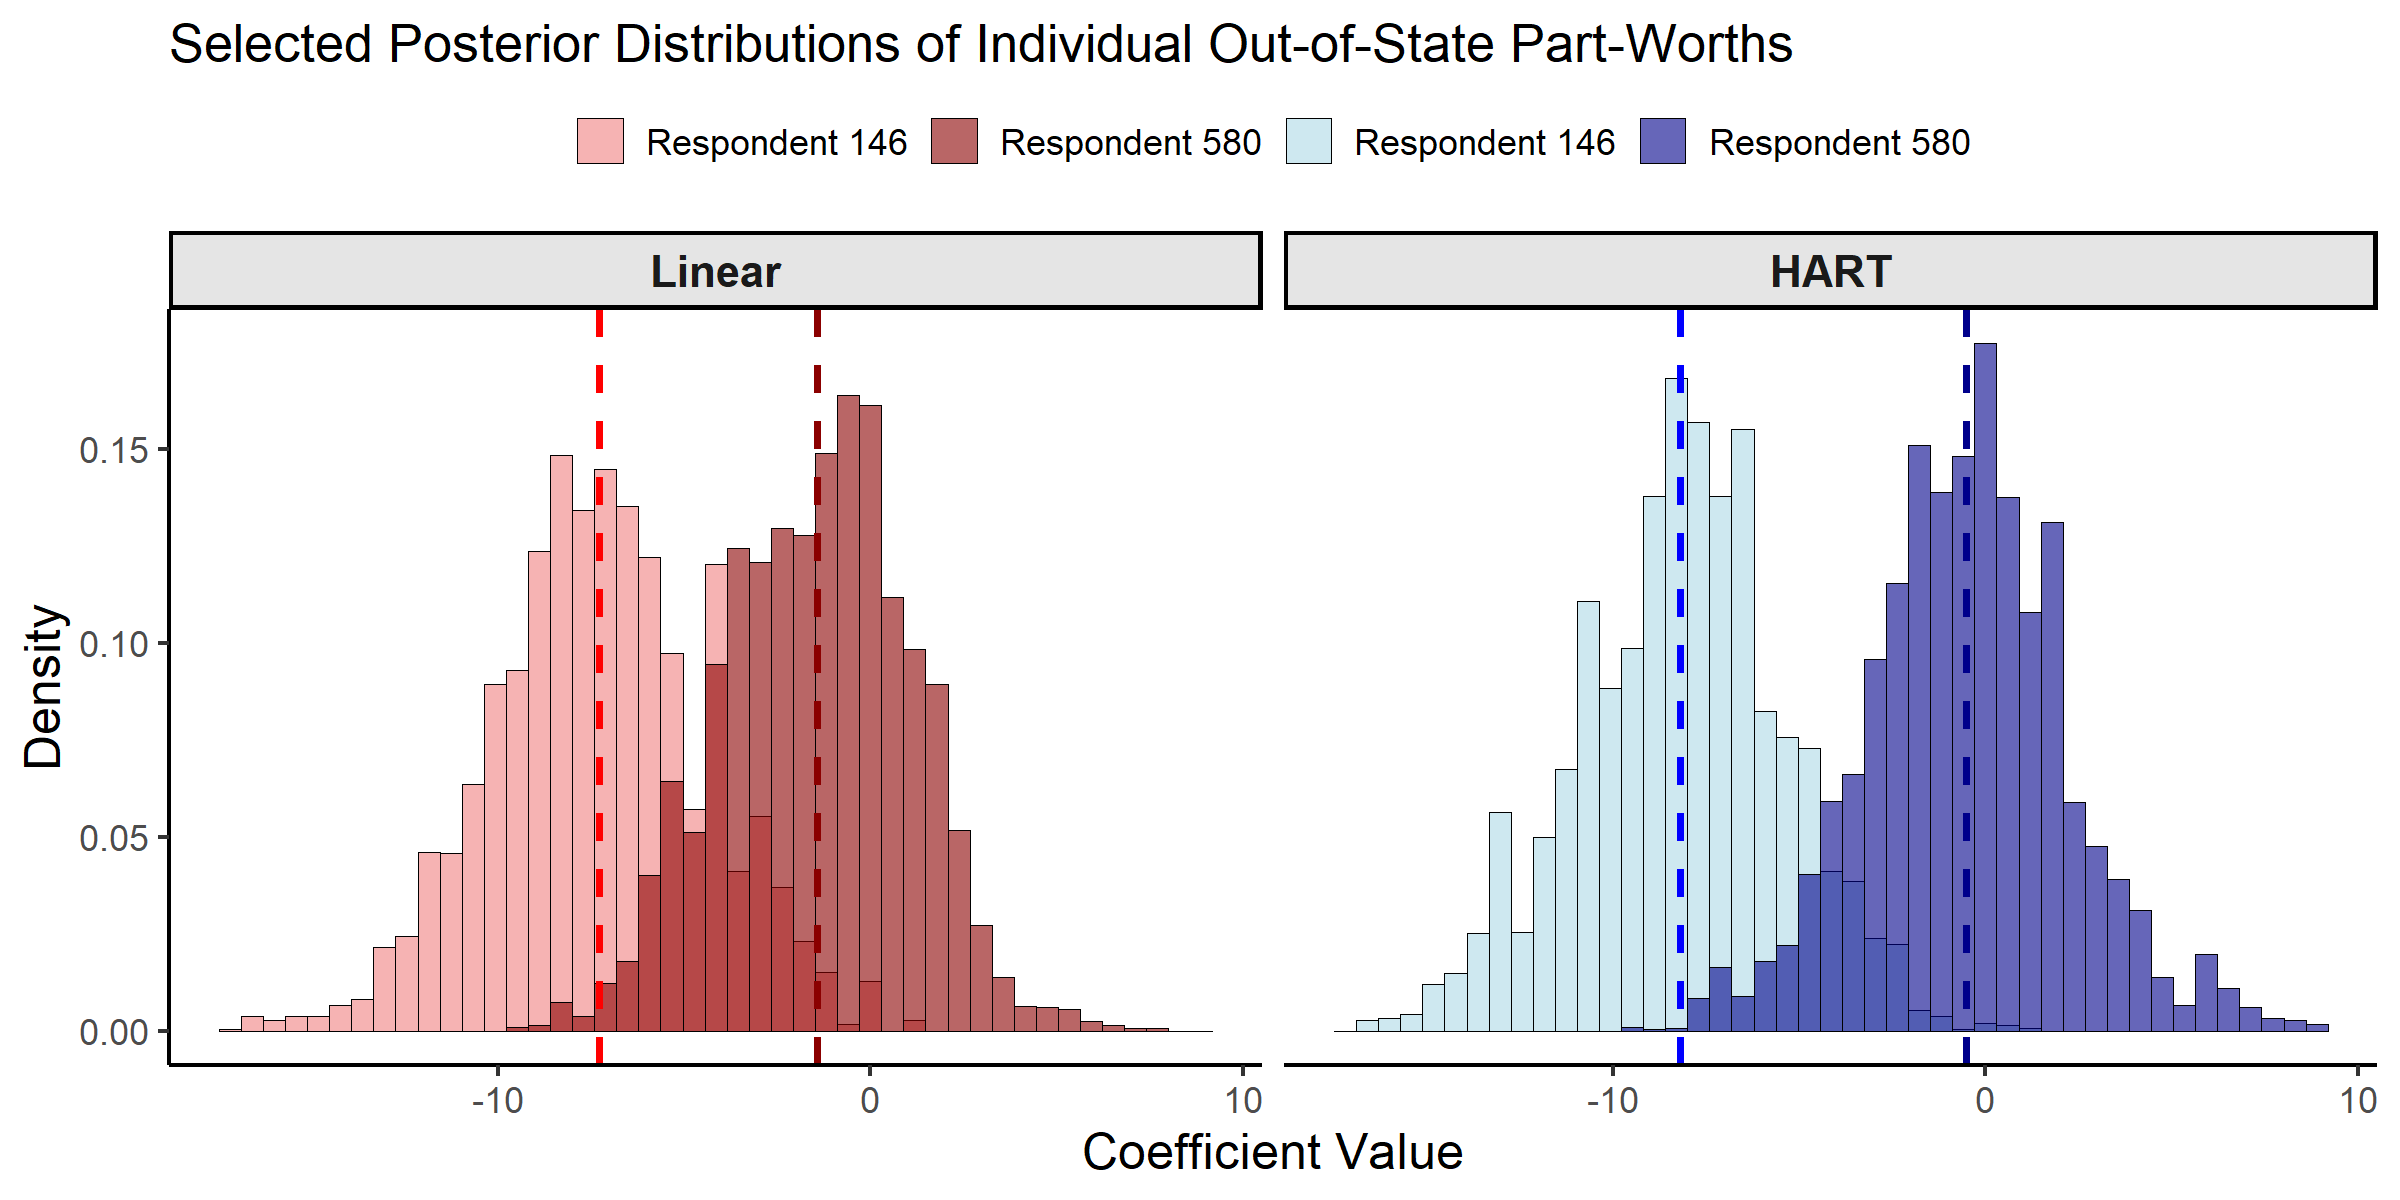 Selected Posterior Distributions of Individual Out-of-State Part-Worths
Respondent 146 Respondent 580 Respondent 146 Respondent 580
Linear HART
Density
0.15
0.10
0.05
0.00
-10 0 10 -10 0 10
Coefficient Value